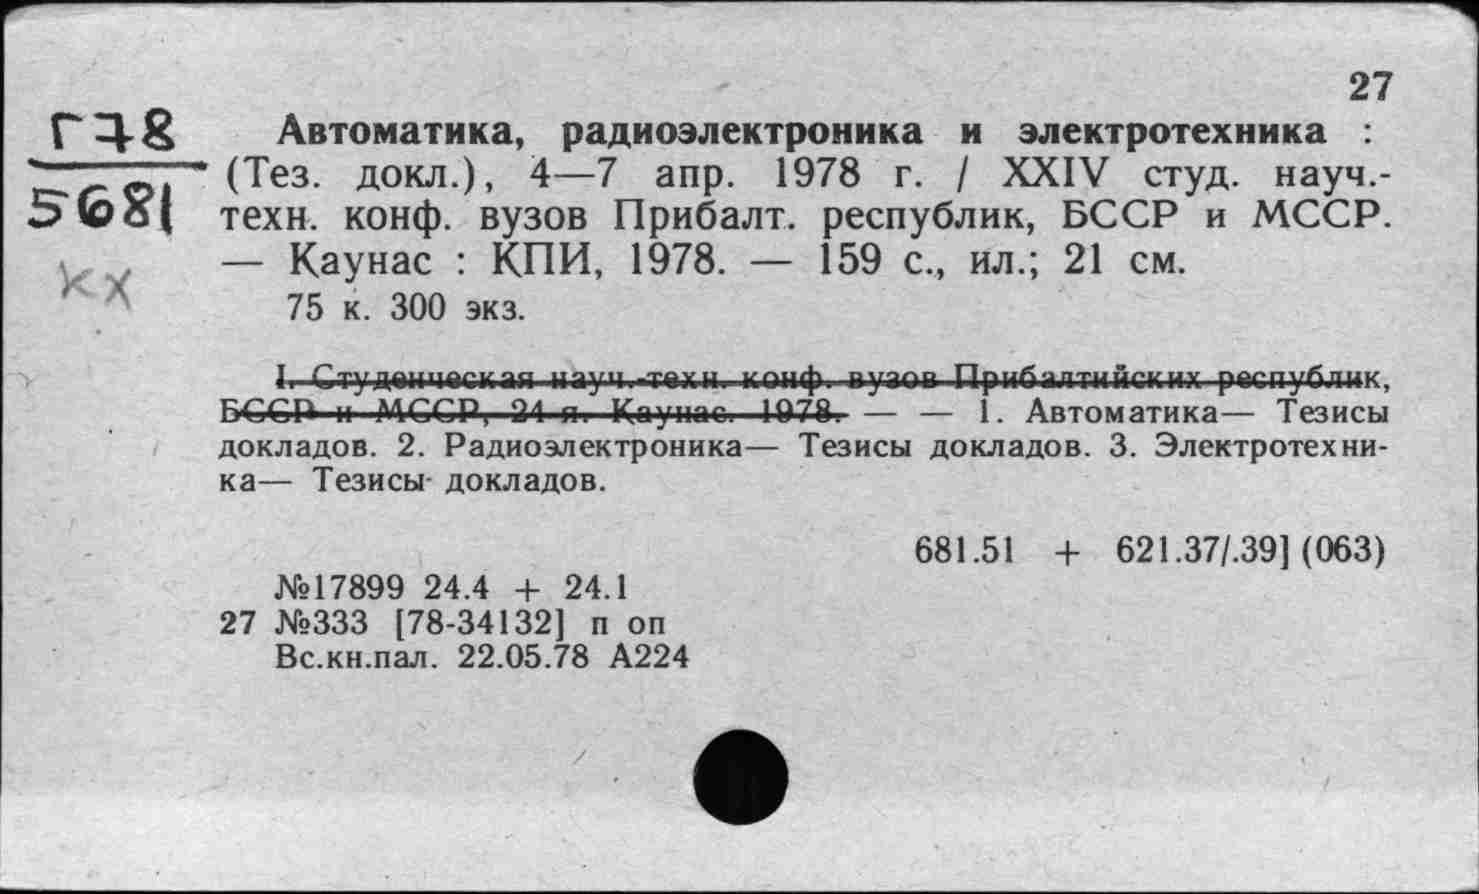 27
Г78
5681
кх
Автоматика, радиоэлектроника и электротехника :
(Тез. докл.), 4—7 апр. 1978 г. / XXIV студ. науч.-
техн. конф. вузов Прибалт. республик, БССР и МССР.
— Каунас : КПИ, 1978. — 159 с., ил.; 21 см.
75 к. 300 экз.
I. Студенческая науч.-техн. конф. вузов Прибалтийских республик,
БССР и МССР, 24-я. Каунас. 1978. — — 1. Автоматика— Тезисы
докладов. 2. Радиоэлектроника— Тезисы докладов. 3. Электротехни-
ка— Тезисы докладов.
681.51 + 621.37/.39] (063)
№17899 24.4 + 24.1
27 №333 [78-34132] п оп
Вс.кн.пал. 22.05.78 А224